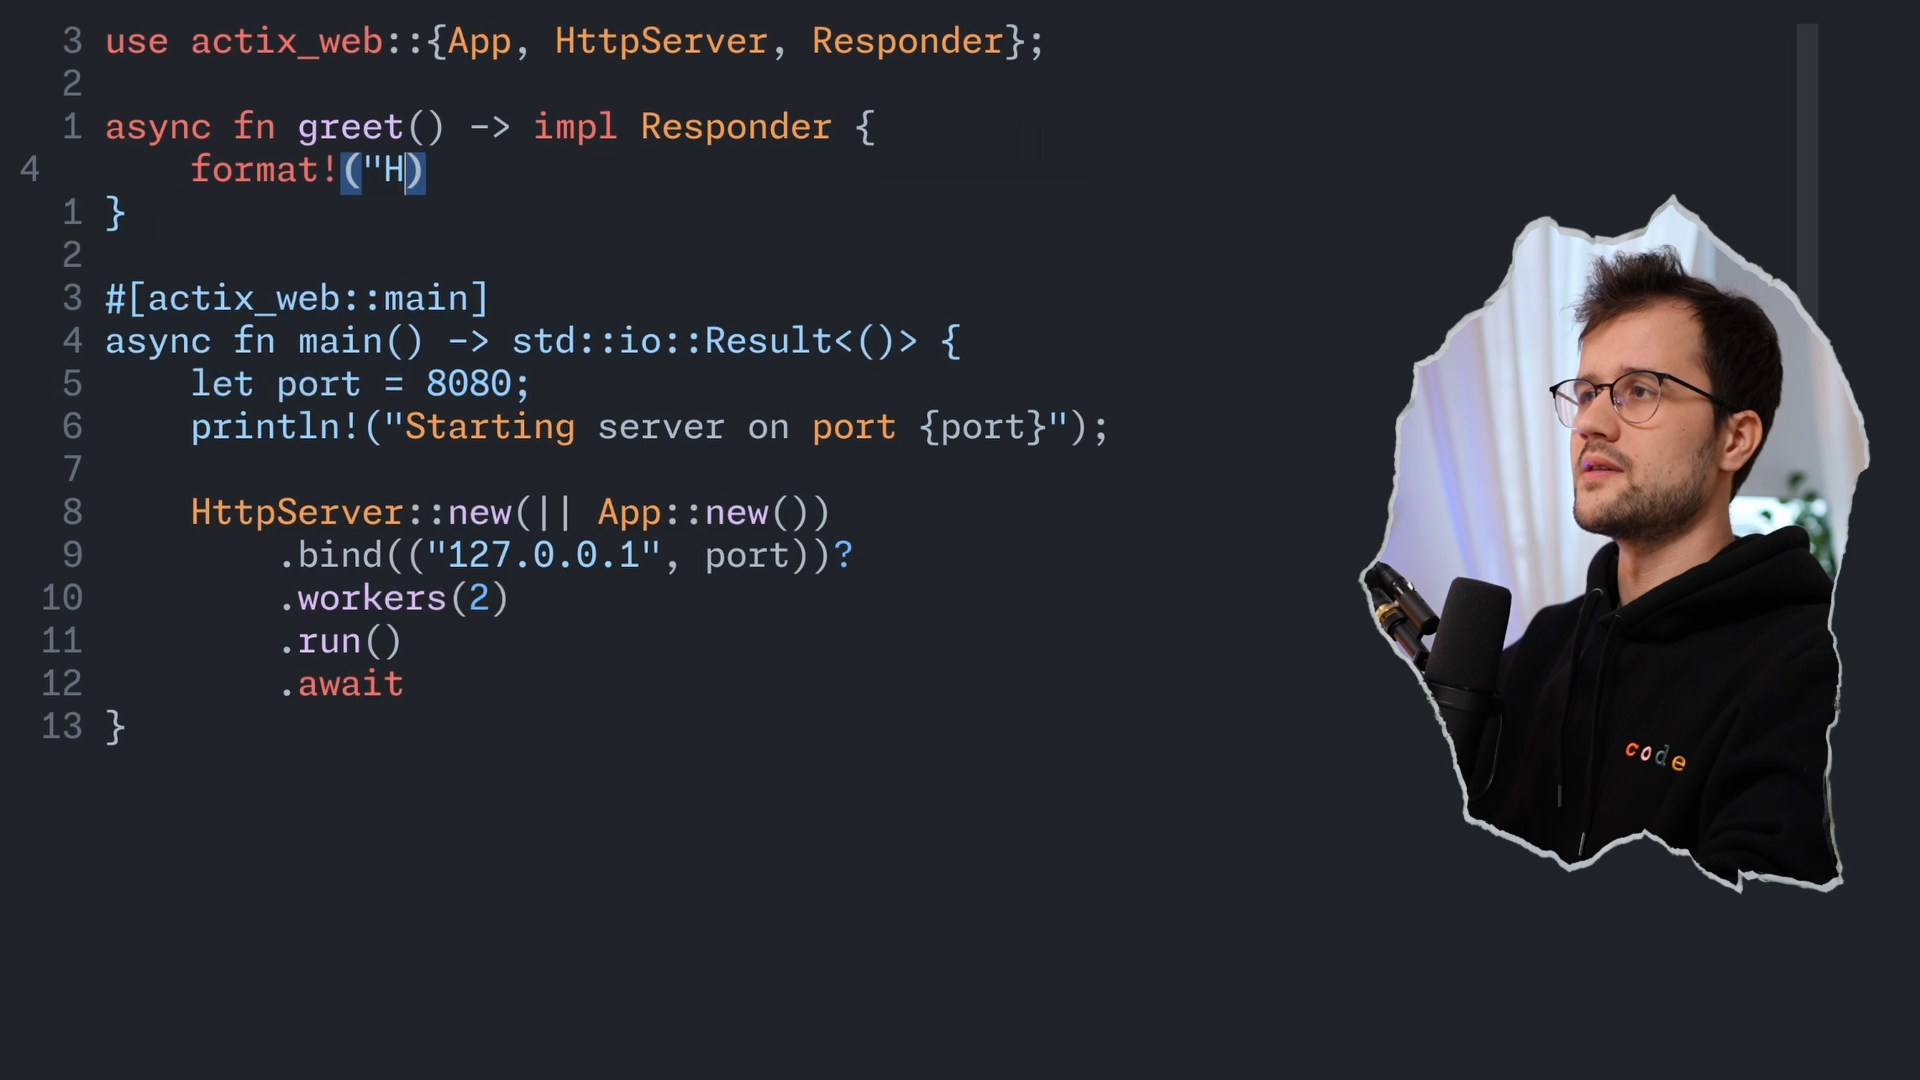 3 use actix_web::{App, HttpServer, Responder};
2
1 async fn greet() -> impl Responder {
4 format!("H)
1 }
2
3 #[actix_web::main]
4 async fn main() -> std::io::Result<()> {
5 let port = 8080;
6 println!("Starting server on port {port}");
7
8 HttpServer::new(|| App::new())
9 .bind(("127.0.0.1", port))?
10 .workers(2)
11 .run()
12 .await
13 }
code